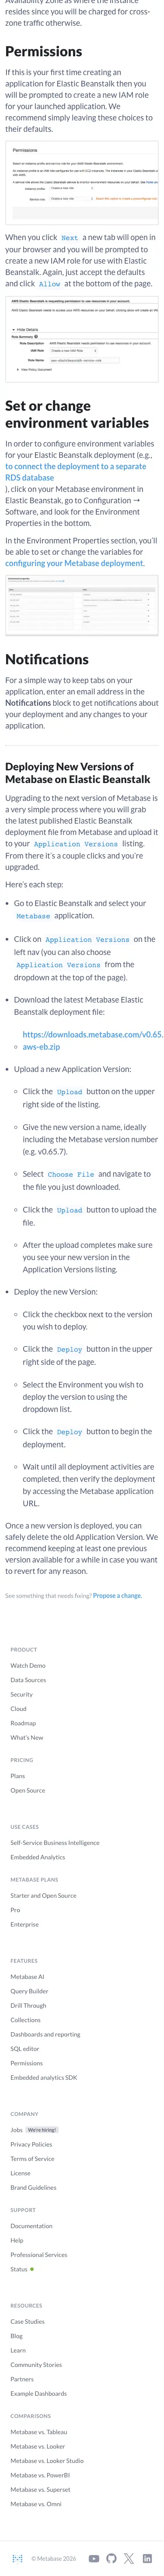 Availability Zone as where the instance
resides since you will be charged for cross-
zone traffic otherwise.
Permissions
If this is your first time creating an
application for Elastic Beanstalk then you
will be prompted to create a new IAM role
for your launched application. We
recommend simply leaving these choices to
their defaults.
Permissions
When you click Next a new tab will open in
your browser and you will be prompted to
create a new IAM role for use with Elastic
Beanstalk. Again, just accept the defaults
and click Allow at the bottom of the page.
Hide Details
Role Summary
Role Description
IAM Role
Role Name
View Policy Document
Set or change
environment variables
In order to configure environment variables
for your Elastic Beanstalk deployment (e.g.,
to connect the deployment to a separate
RDS database
), click on your Metabase environment in
Elastic Beanstalk, go to Configuration →
Software, and look for the Environment
Properties in the bottom.
In the Environment Properties section, you’ll
be able to set or change the variables for
configuring your Metabase deployment.
Notifications
For a simple way to keep tabs on your
application, enter an email address in the
Notifications block to get notifications about
your deployment and any changes to your
application.
Deploying New Versions of
Metabase on Elastic Beanstalk
Upgrading to the next version of Metabase is
a very simple process where you will grab
the latest published Elastic Beanstalk
deployment file from Metabase and upload it
to your Application Versions listing.
From there it’s a couple clicks and you’re
upgraded.
Here’s each step:
• Go to Elastic Beanstalk and select your
Metabase application.
• Click on Application Versions on the
left nav (you can also choose
Application Versions from the
dropdown at the top of the page).
• Download the latest Metabase Elastic
Beanstalk deployment file:
https://downloads.metabase.com/v0.65.
aws-eb.zip
• Upload a new Application Version:
Click the Upload button on the upper
right side of the listing.
Give the new version a name, ideally
including the Metabase version number
(e.g. v0.65.7).
Select Choose File and navigate to
the file you just downloaded.
Click the Upload button to upload the
file.
After the upload completes make sure
you see your new version in the
Application Versions listing.
• Deploy the new Version:
Click the checkbox next to the version
you wish to deploy.
Click the Deploy button in the upper
right side of the page.
Select the Environment you wish to
deploy the version to using the
dropdown list.
Click the Deploy button to begin the
deployment.
Wait until all deployment activities are
completed, then verify the deployment
by accessing the Metabase application
URL.
Once a new version is deployed, you can
safely delete the old Application Version. We
recommend keeping at least one previous
version available for a while in case you want
to revert for any reason.
See something that needs fixing? Propose a change.
PRODUCT
Watch Demo
Data Sources
Security
Cloud
Roadmap
What’s New
PRICING
Plans
Open Source
USE CASES
Self-Service Business Intelligence
Embedded Analytics
METABASE PLANS
Starter and Open Source
Pro
Enterprise
FEATURES
Metabase AI
Query Builder
Drill Through
Collections
Dashboards and reporting
SQL editor
Permissions
Embedded analytics SDK
COMPANY
Jobs We’re hiring!
Privacy Policies
Terms of Service
License
Brand Guidelines
SUPPORT
Documentation
Help
Professional Services
Status
RESOURCES
Case Studies
Blog
Learn
Community Stories
Partners
Example Dashboards
COMPARISONS
Metabase vs. Tableau
Metabase vs. Looker
Metabase vs. Looker Studio
Metabase vs. PowerBI
Metabase vs. Superset
Metabase vs. Omni
© Metabase 2026